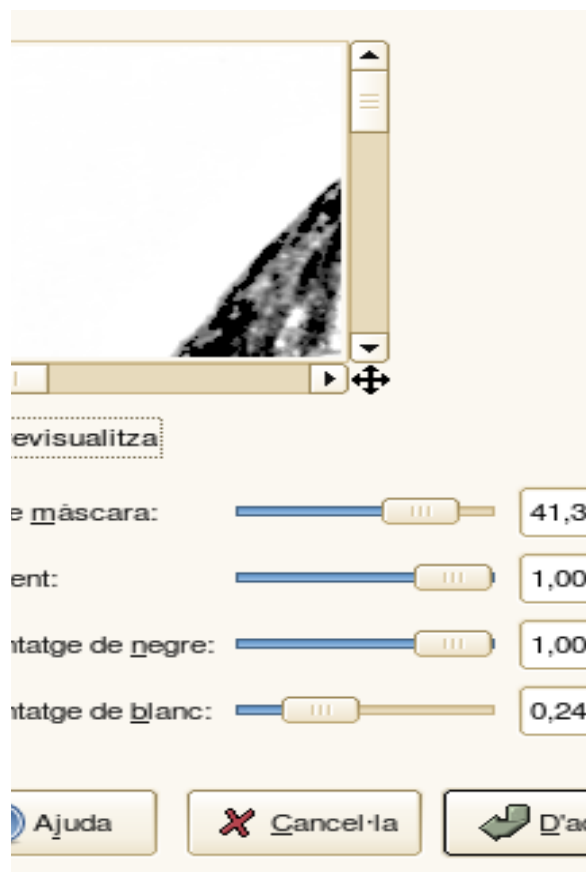 evisualitza
e màscara: 41,3
ent: 1,00
ntatge de negre: 1,00
ntatge de blanc: 0,24
Ajuda Cancel·la D'ac